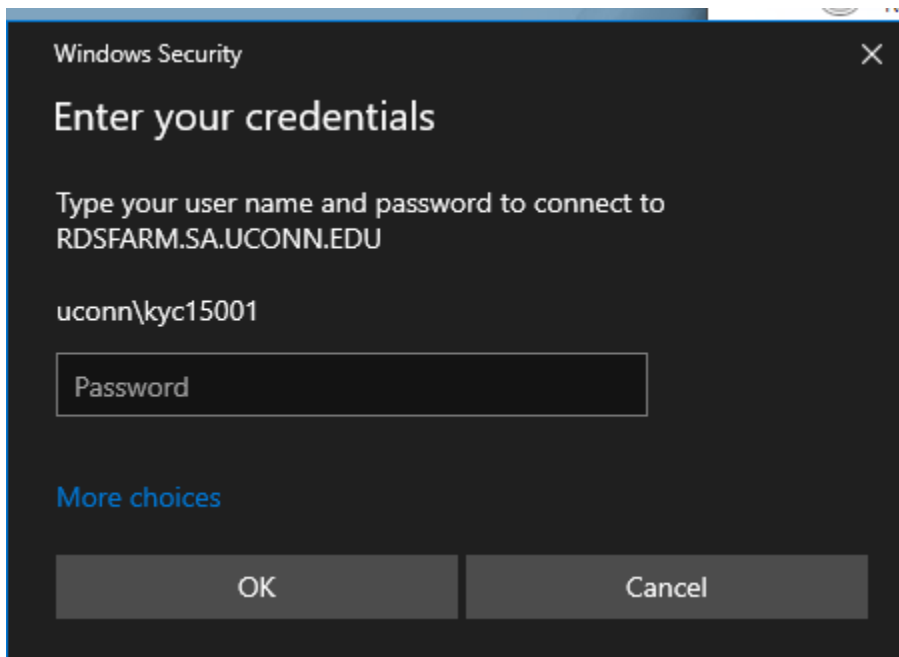 Windows Security
Enter your credentials
Type your user name and password to connect to
RDSFARM.SA.UCONN.EDU
uconn\kyc15001
Password
More choices
OK
Cancel